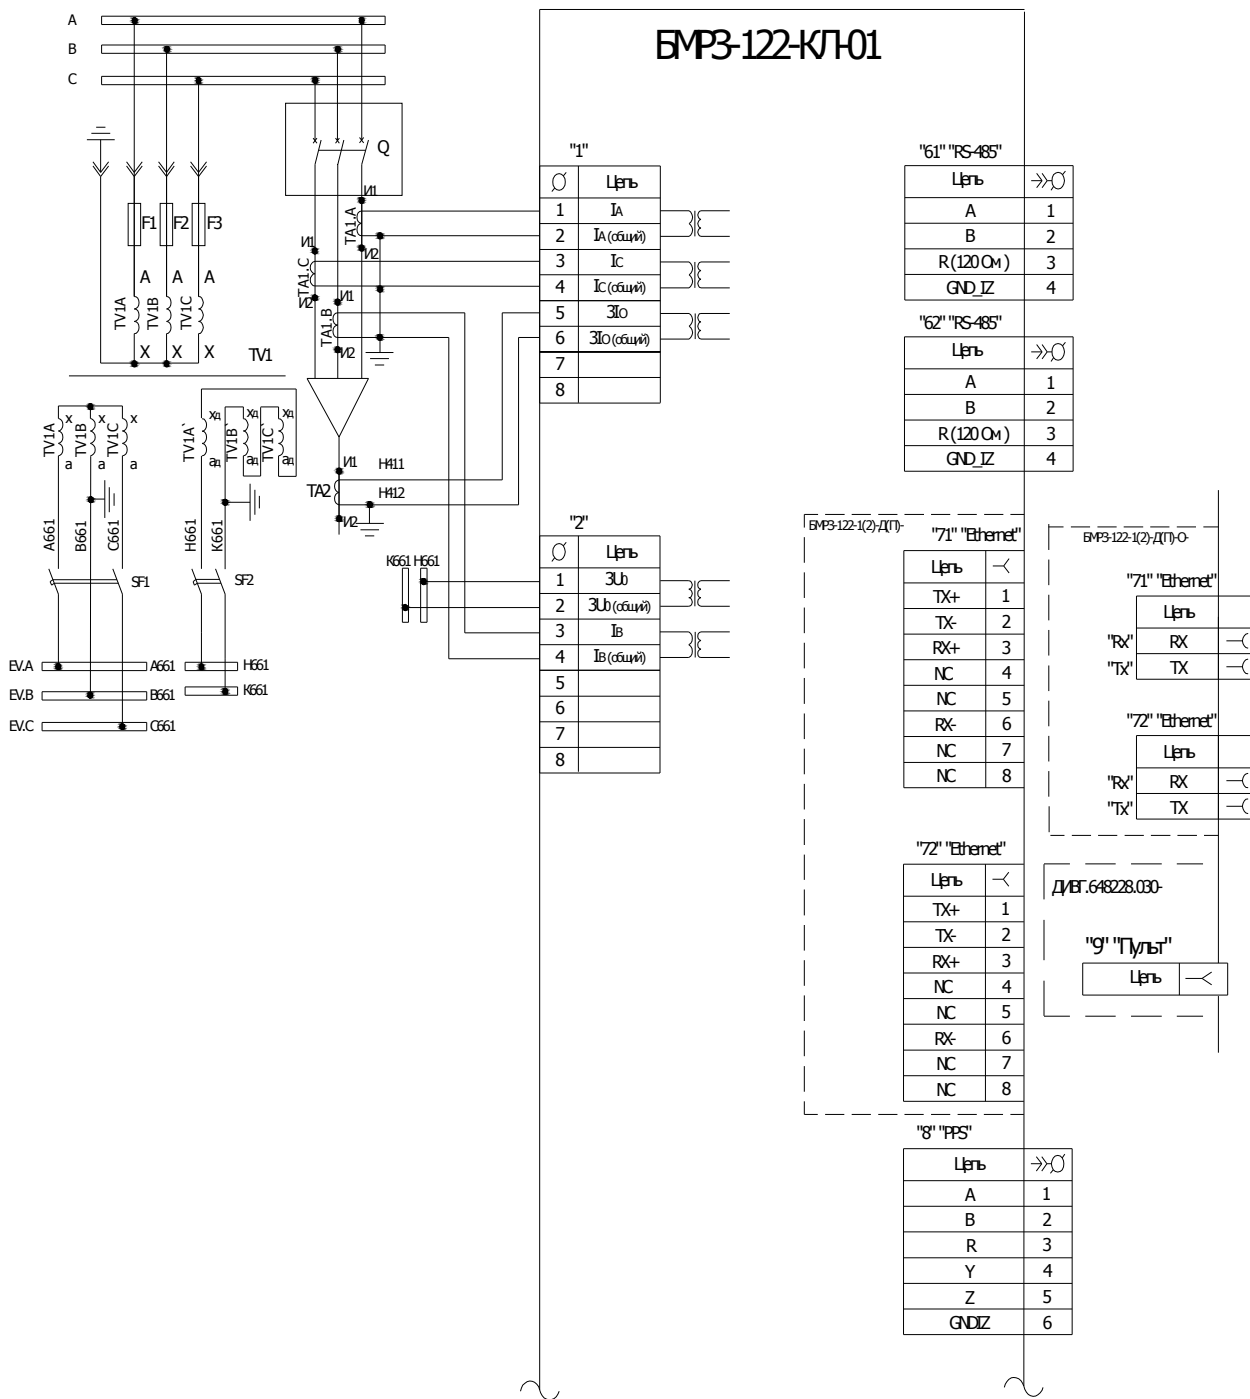 БМРЗ-122-КЛ-01
A
B
C
Q
F1
F2
F3
A
A
A
TV1A
TV1B
TV1C
X
X
X
TV1
И1
TA1.A
И2
И1
TA1.C
И2
И1
TA1.B
И2
TV1A
x
a
TV1B
x
a
TV1C
x
a
TV1A`
xд
aд
TV1B`
xд
aд
TV1C`
xд
aд
И1
TA2
И2
H411
H412
A661
B661
C661
H661
K661
SF1
SF2
EV.A
A661
EV.B
B661
EV.C
C661
H661
K661
K661 H661
"1"
Цепь
1 IA
2 IA (общий)
3 IC
4 IC (общий)
5 3IO
6 3IO (общий)
7
8
"2"
Цепь
1 3U0
2 3U0 (общий)
3 IB
4 IB (общий)
5
6
7
8
"61" "RS-485"
Цепь
A 1
B 2
R (120 Ом) 3
GND_IZ 4
"62" "RS-485"
Цепь
A 1
B 2
R (120 Ом) 3
GND_IZ 4
БМРЗ-122-1(2)-Д(П)-
"71" "Ethernet"
Цепь
TX+ 1
TX- 2
RX+ 3
NC 4
NC 5
RX- 6
NC 7
NC 8
"72" "Ethernet"
Цепь
TX+ 1
TX- 2
RX+ 3
NC 4
NC 5
RX- 6
NC 7
NC 8
БМРЗ-122-1(2)-Д(П)-О-
"71" "Ethernet"
Цепь
"Rx" RX
"Tx" TX
"72" "Ethernet"
Цепь
"Rx" RX
"Tx" TX
ДИВГ.648228.030-
"9" "Пульт"
Цепь
"8" "PPS"
Цепь
A 1
B 2
R 3
Y 4
Z 5
GNDIZ 6